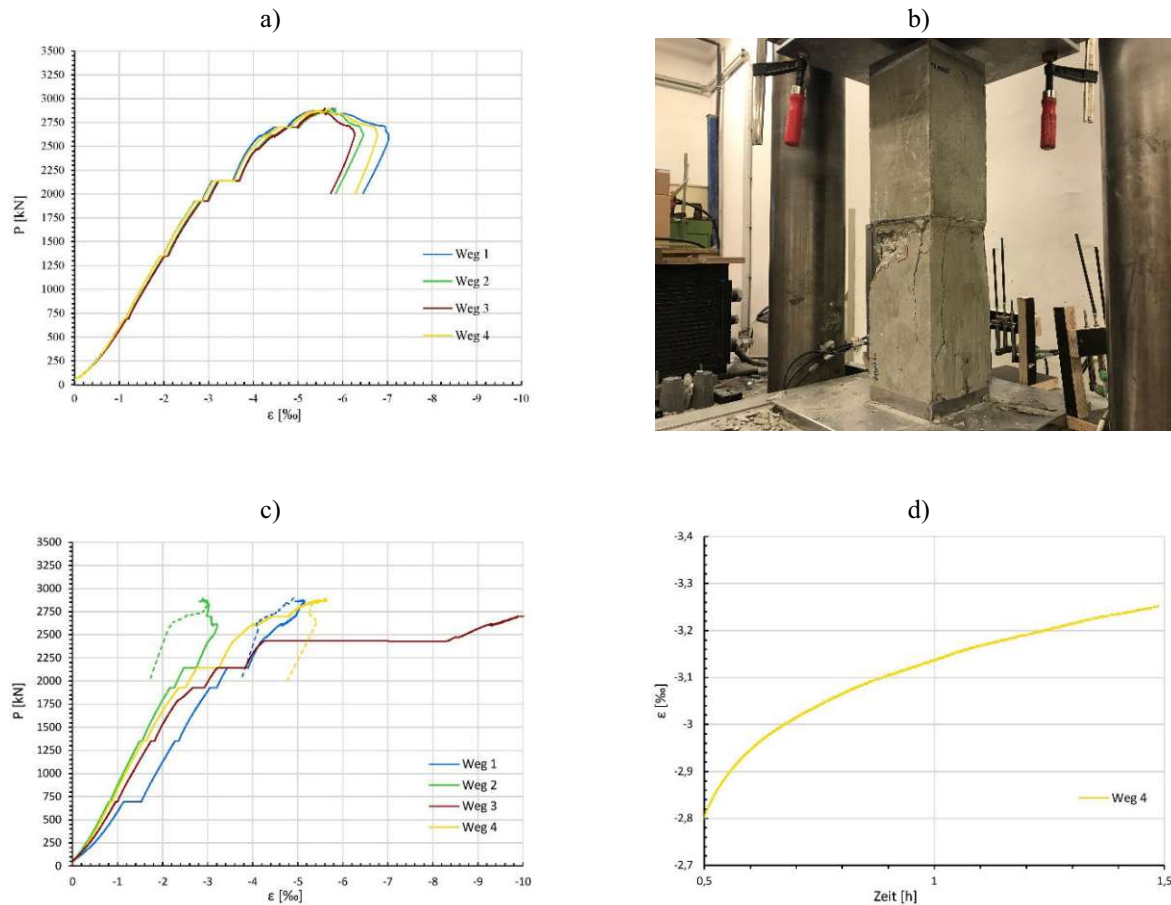 a)
b)
3500
3250
3000
2750
2500
2250
2000
1750
1500
1250
1000
750
500
250
0
P [kN]
Weg 1
Weg 2
Weg 3
Weg 4
0 -1 -2 -3 -4 -5 -6 -7 -8 -9 -10
ε [‰]
c)
d)
3500
3250
3000
2750
2500
2250
2000
1750
1500
1250
1000
750
500
250
0
P [kN]
Weg 1
Weg 2
Weg 3
Weg 4
0 -1 -2 -3 -4 -5 -6 -7 -8 -9 -10
ε [‰]
-3,4
-3,3
-3,2
-3,1
-3
-2,9
-2,8
-2,7
ε [‰]
Weg 4
0,5 1 1,5
Zeit [h]